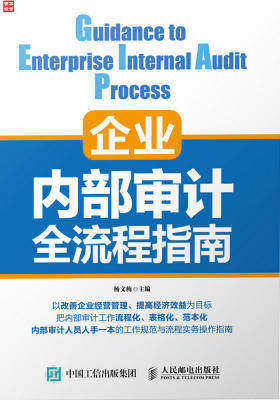 Guidance to
Enterprise Internal Audit
Process
企业
内部审计
全流程指南
杨文梅◎主编
以改善企业经营管理、提高经济效益为目标
把内部审计工作流程化、表格化、范本化
内部审计人员人手一本的工作规范与流程实务操作指南
中国工信出版集团
人民邮电出版社
POSTS & TELECOM PRESS